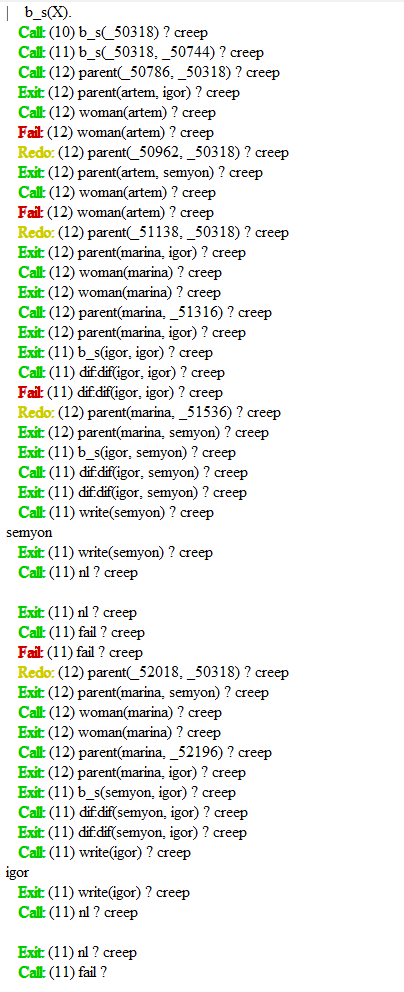 | b_s(X).
Call: (10) b_s(_50318) ? creep
Call: (11) b_s(_50318, _50744) ? creep
Call: (12) parent(_50786, _50318) ? creep
Exit: (12) parent(artem, igor) ? creep
Call: (12) woman(artem) ? creep
Fail: (12) woman(artem) ? creep
Redo: (12) parent(_50962, _50318) ? creep
Exit: (12) parent(artem, semyon) ? creep
Call: (12) woman(artem) ? creep
Fail: (12) woman(artem) ? creep
Redo: (12) parent(_51138, _50318) ? creep
Exit: (12) parent(marina, igor) ? creep
Call: (12) woman(marina) ? creep
Exit: (12) woman(marina) ? creep
Call: (12) parent(marina, _51316) ? creep
Exit: (12) parent(marina, igor) ? creep
Exit: (11) b_s(igor, igor) ? creep
Call: (11) dif:dif(igor, igor) ? creep
Fail: (11) dif:dif(igor, igor) ? creep
Redo: (12) parent(marina, _51536) ? creep
Exit: (12) parent(marina, semyon) ? creep
Exit: (11) b_s(igor, semyon) ? creep
Call: (11) dif:dif(igor, semyon) ? creep
Exit: (11) dif:dif(igor, semyon) ? creep
Call: (11) write(semyon) ? creep
semyon
Exit: (11) write(semyon) ? creep
Call: (11) nl ? creep
Exit: (11) nl ? creep
Call: (11) fail ? creep
Fail: (11) fail ? creep
Redo: (12) parent(_52018, _50318) ? creep
Exit: (12) parent(marina, semyon) ? creep
Call: (12) woman(marina) ? creep
Exit: (12) woman(marina) ? creep
Call: (12) parent(marina, _52196) ? creep
Exit: (12) parent(marina, igor) ? creep
Exit: (11) b_s(semyon, igor) ? creep
Call: (11) dif:dif(semyon, igor) ? creep
Exit: (11) dif:dif(semyon, igor) ? creep
Call: (11) write(igor) ? creep
igor
Exit: (11) write(igor) ? creep
Call: (11) nl ? creep
Exit: (11) nl ? creep
Call: (11) fail ?